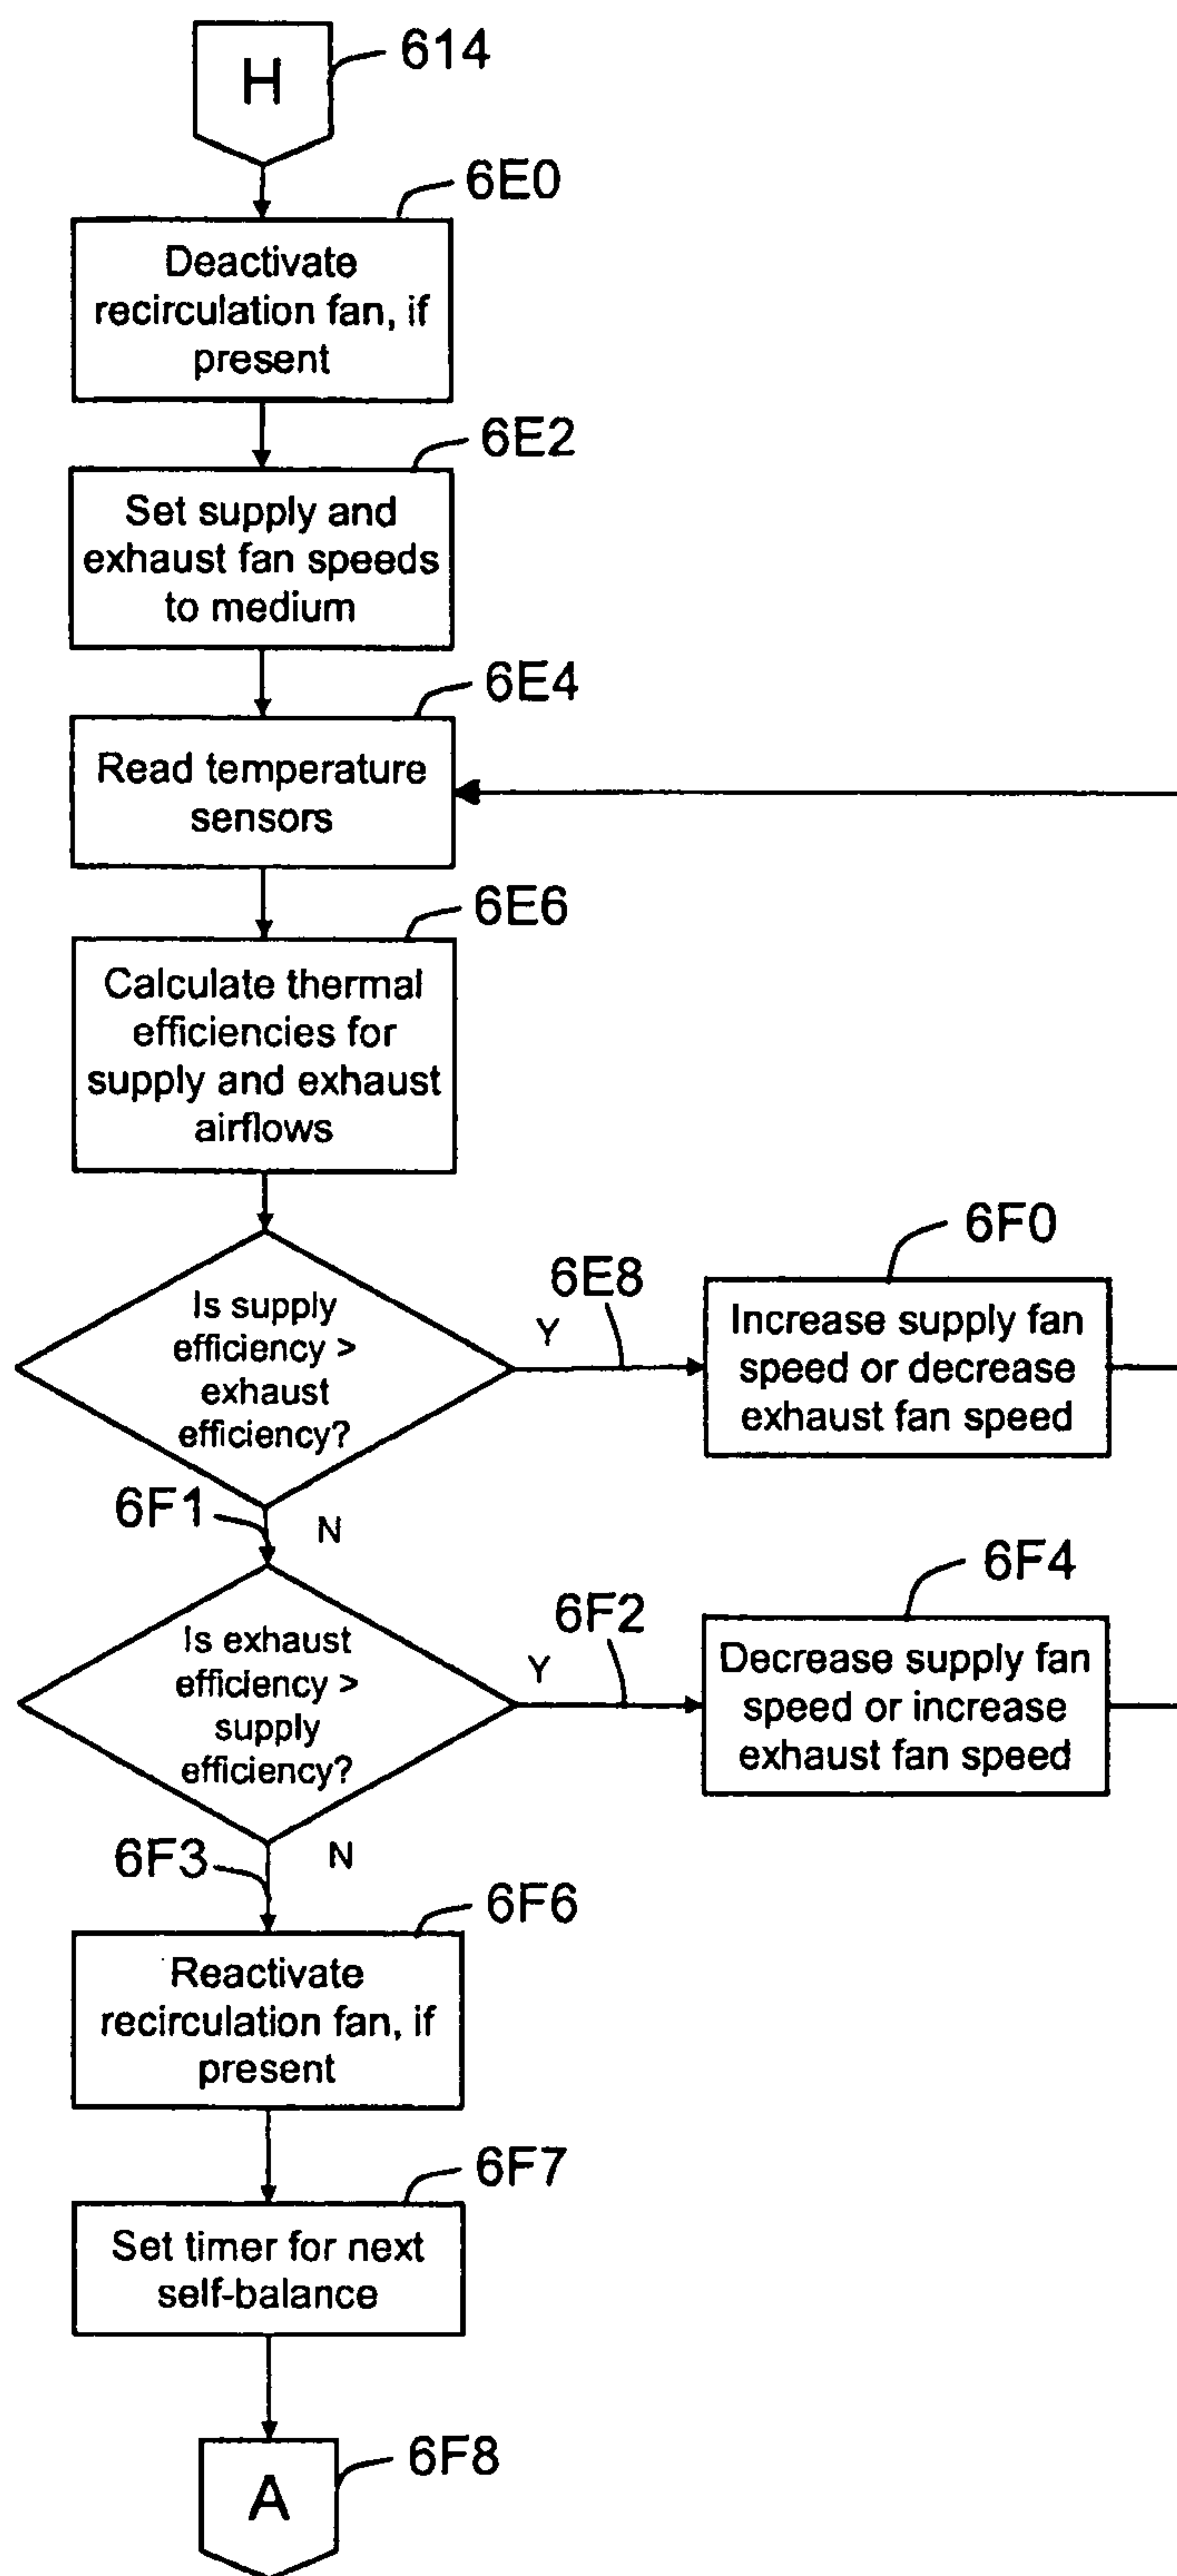 H
614
6E0
Deactivate
recirculation fan, if
present
6E2
Set supply and
exhaust fan speeds
to medium
6E4
Read temperature
sensors
6E6
Calculate thermal
efficiencies for
supply and exhaust
airflows
Is supply
efficiency >
exhaust
efficiency?
Y
6E8
6F0
Increase supply fan
speed or decrease
exhaust fan speed
6F1
N
Is exhaust
efficiency >
supply
efficiency?
Y
6F2
6F4
Decrease supply fan
speed or increase
exhaust fan speed
6F3
N
6F6
Reactivate
recirculation fan, if
present
6F7
Set timer for next
self-balance
6F8
A